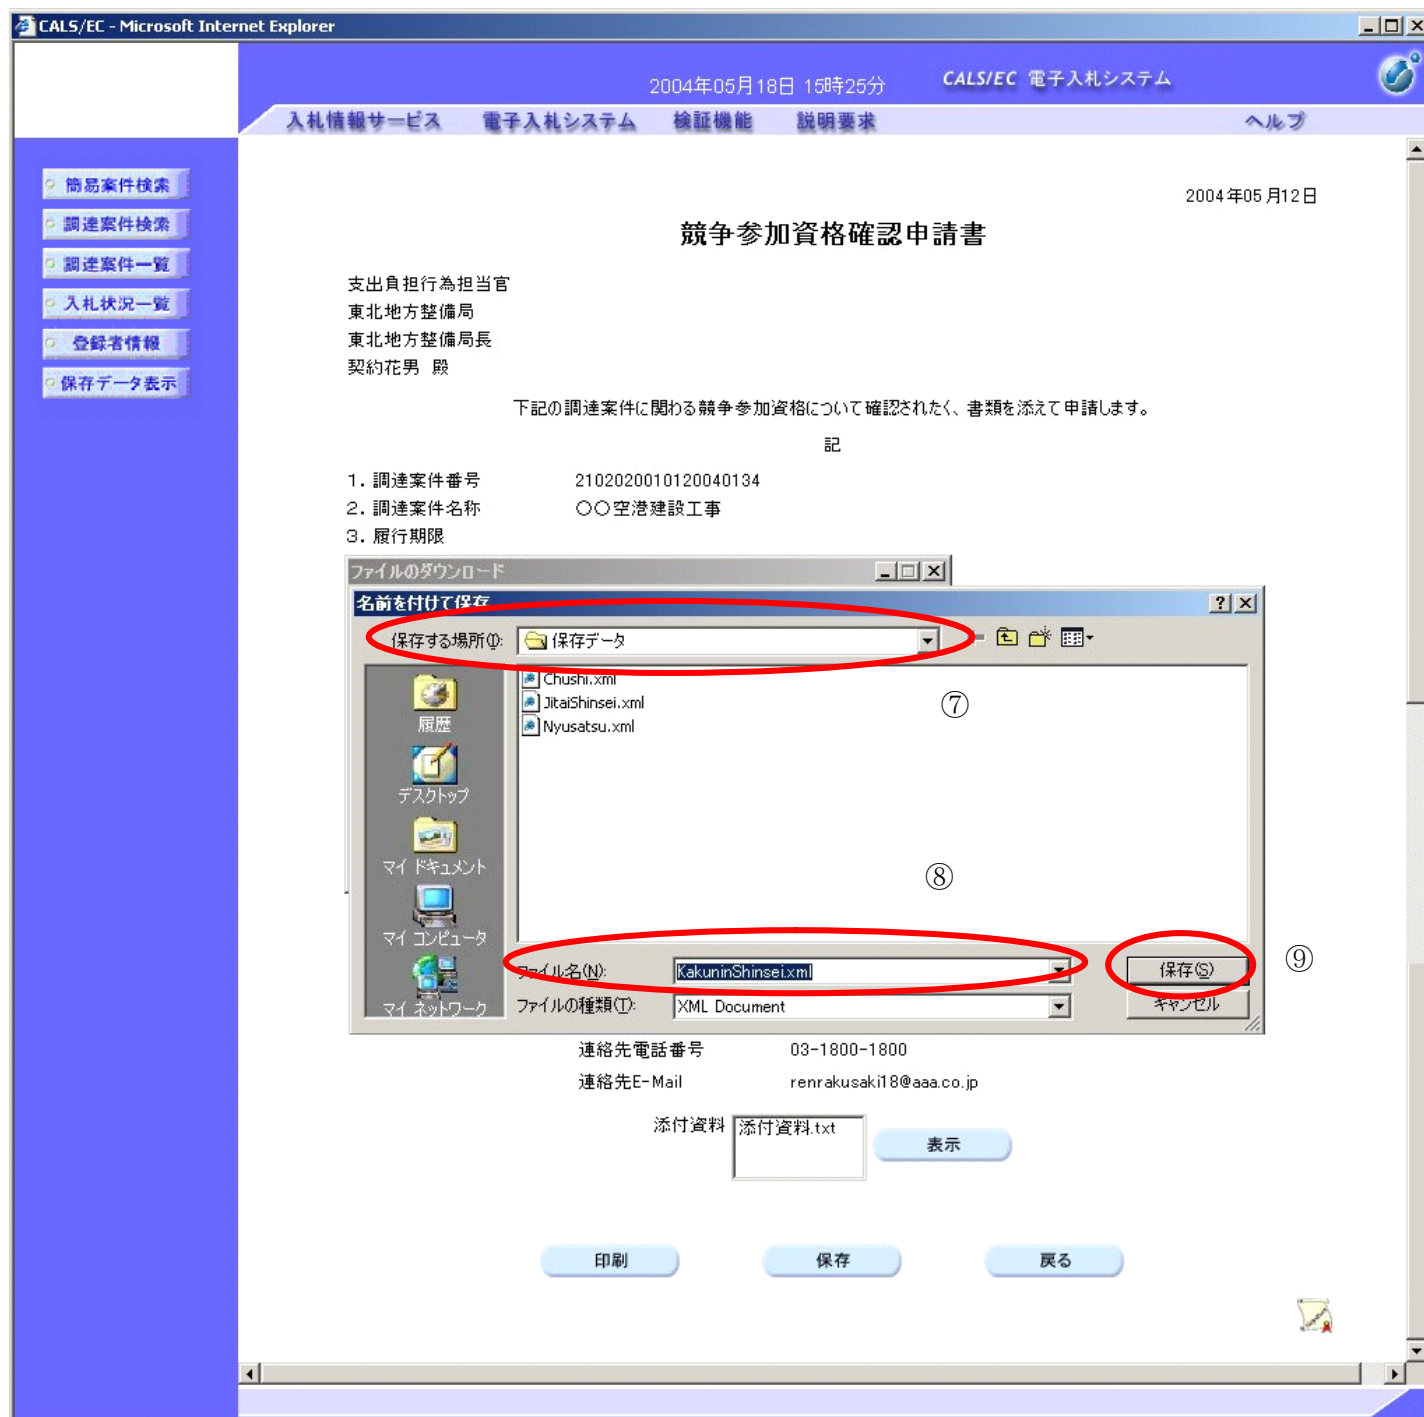 CALS/EC - Microsoft Internet Explorer
2004年05月18日 15時25分
CALS/EC 電子入札システム
入札情報サービス 電子入札システム 検証機能 説明要求 ヘルプ
簡易案件検索
調達案件検索
調達案件一覧
入札状況一覧
登録者情報
保存データ表示
2004年05月12日
競争参加資格確認申請書
支出負担行為担当官
東北地方整備局
東北地方整備局長
契約花男 殿
下記の調達案件に関わる競争参加資格について確認されたく、書類を添えて申請します。
記
1. 調達案件番号 2102020010120040134
2. 調達案件名称 〇〇空港建設工事
3. 履行期限
ファイルのダウンロード
名前を付けて保存
保存する場所(I): 保存データ
Chushi.xml
JitaiShinsei.xml
Nyusatsu.xml
⑦
履歴
デスクトップ
マイ ドキュメント
マイ コンピュータ
マイ ネットワーク
⑧
ファイル名(N): KakuninShinsei.xml 保存(S)
⑨
ファイルの種類(T): XML Document キャンセル
連絡先電話番号 03-1800-1800
連絡先E-Mail renrakusaki18@aaa.co.jp
添付資料 添付資料.txt 表示
印刷 保存 戻る